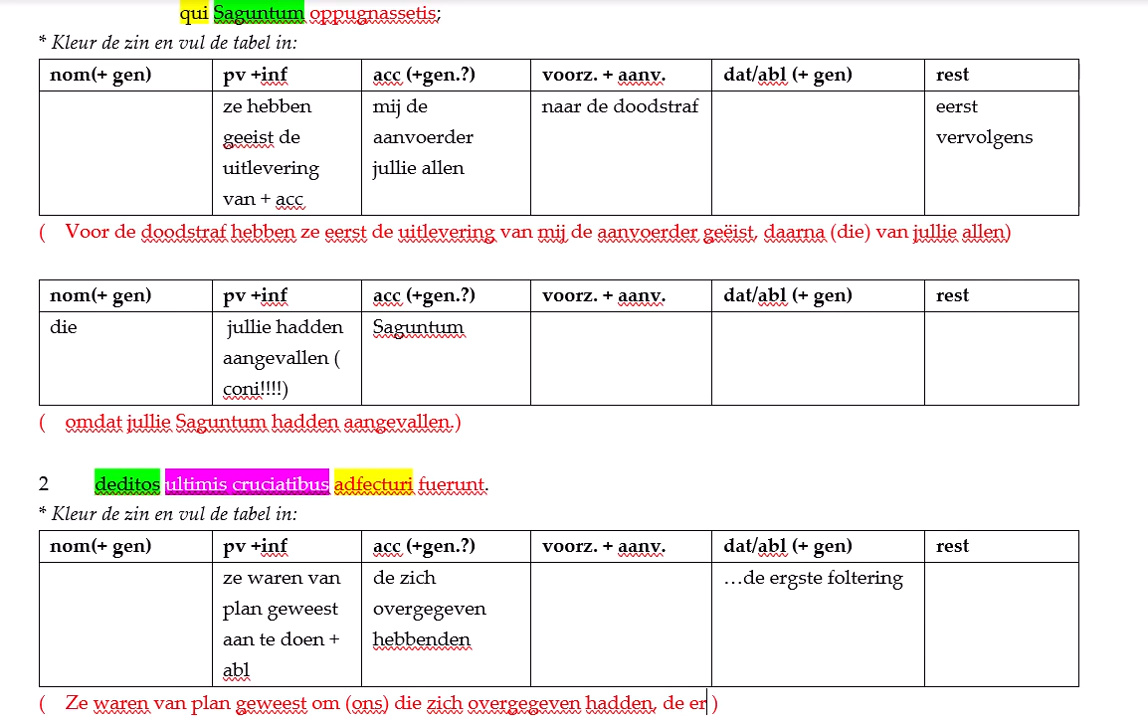 qui Saguntum oppugnassetis;
* Kleur de zin en vul de tabel in:
nom(+ gen) pv +inf acc (+gen.?) voorz. + aanv. dat/abl (+ gen) rest
ze hebben mij de naar de doodstraf eerst
geeist de aanvoerder vervolgens
uitlevering jullie allen
van + acc
( Voor de doodstraf hebben ze eerst de uitlevering van mij de aanvoerder geëist, daarna (die) van jullie allen)
nom(+ gen) pv +inf acc (+gen.?) voorz. + aanv. dat/abl (+ gen) rest
die jullie hadden Saguntum
aangevallen (
coni!!!!)
( omdat jullie Saguntum hadden aangevallen.)
2 deditos ultimis cruciatibus adfecturi fuerunt.
* Kleur de zin en vul de tabel in:
nom(+ gen) pv +inf acc (+gen.?) voorz. + aanv. dat/abl (+ gen) rest
ze waren van de zich …de ergste foltering
plan geweest overgegeven
aan te doen + hebbenden
abl
( Ze waren van plan geweest om (ons) die zich overgegeven hadden, de er )